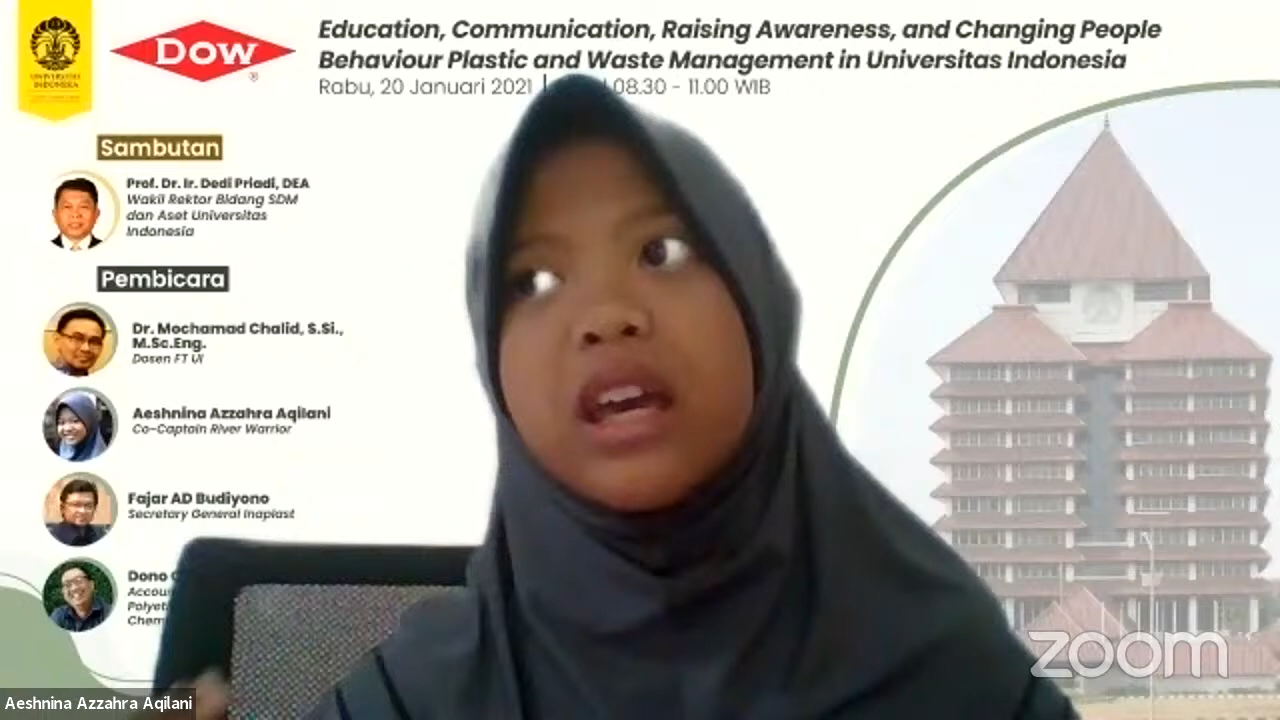 UNIVERSITAS
INDONESIA
DOW
Education, Communication, Raising Awareness, and Changing People
Behaviour Plastic and Waste Management in Universitas Indonesia
Rabu, 20 Januari 2021 | 08.30 - 11.00 WIB
Sambutan
Prof. Dr. Ir. Dedi Priadi, DEA
Wakil Rektor Bidang SDM
dan Aset Universitas
Indonesia
Pembicara
Dr. Mochamad Chalid, S.Si.,
M.Sc.Eng.
Dosen FT UI
Aeshnina Azzahra Aqilani
Co-Captain River Warrior
Fajar AD Budiyono
Secretary General Inaplast
Dono
zoom
Aeshnina Azzahra Aqilani